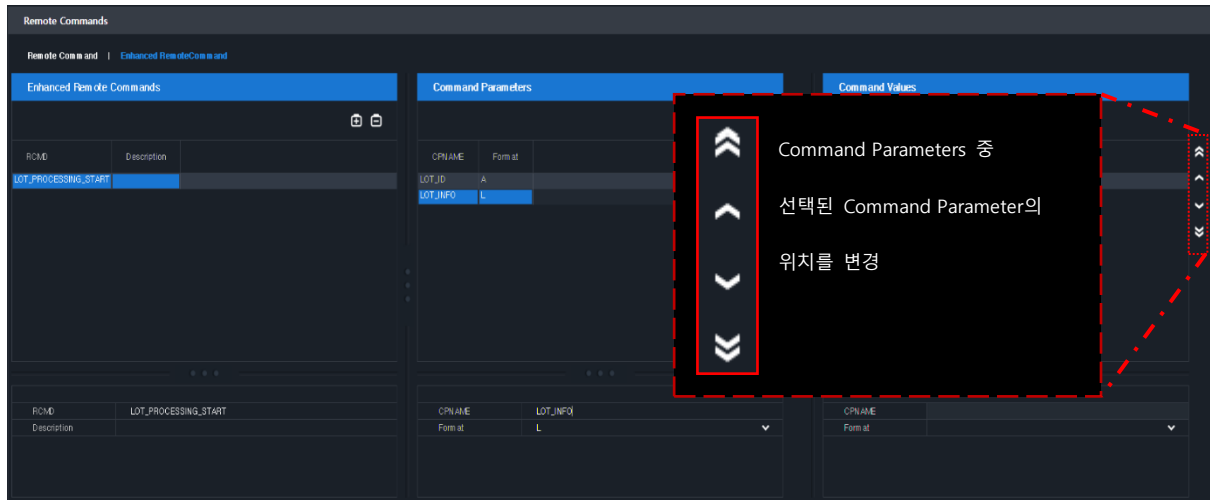 Remote Commands
Remote Command | Enhanced RemoteCommand
Enhanced Remote Commands
RCMD Description
LOT_PROCESSING_START
RCMD LOT_PROCESSING_START
Description
Command Parameters
CPNAME Format
LOT_ID A
LOT_INFO L
CPNAME LOT_INFO
Format L
Command Values
Command Parameters 중
선택된 Command Parameter의
위치를 변경
CPNAME
Format